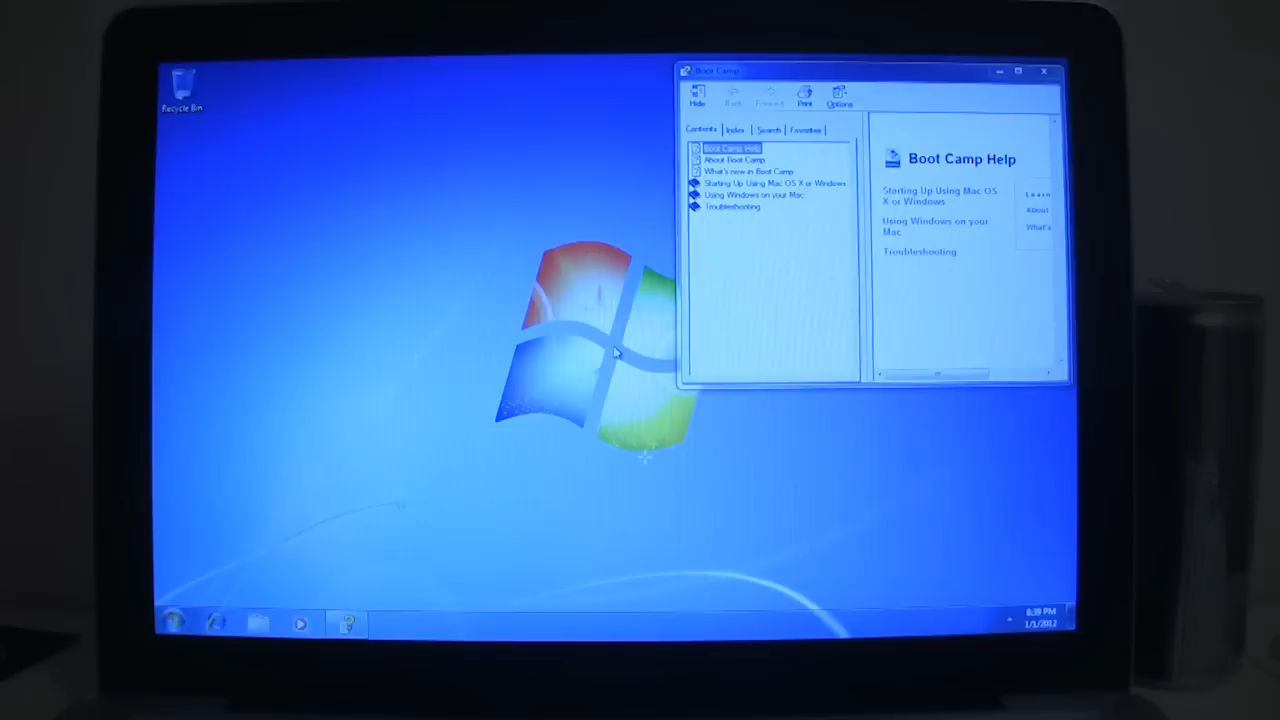 Recycle Bin
Boot Camp
Hide
Back
Forward
Print
Options
Contents
Index
Search
Favorites
Boot Camp Help
About Boot Camp
What's new in Boot Camp
Starting Up Using Mac OS X or Windows
Using Windows on your Mac
Troubleshooting
Boot Camp Help
Starting Up Using Mac OS
X or Windows
Using Windows on your
Mac
Troubleshooting
Learn
About
What's
8:39 PM
1/1/2012